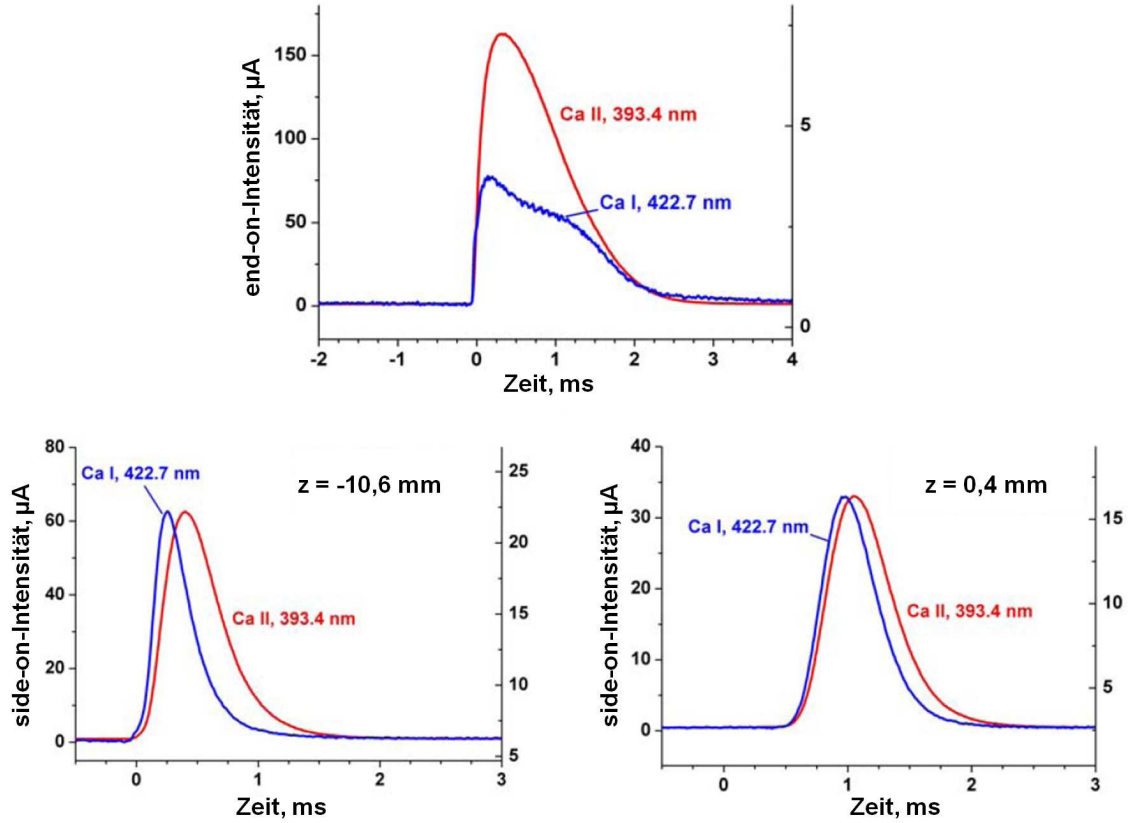 end-on-Intensität, µA
150
100
50
0
5
0
Ca II, 393.4 nm
Ca I, 422.7 nm
-2 -1 0 1 2 3 4
Zeit, ms
side-on-Intensität, µA
80
60
40
20
0
25
20
15
10
5
Ca I, 422.7 nm
z = -10,6 mm
Ca II, 393.4 nm
0 1 2 3
Zeit, ms
side-on-Intensität, µA
40
30
20
10
0
15
10
5
z = 0,4 mm
Ca I, 422.7 nm
Ca II, 393.4 nm
0 1 2 3
Zeit, ms